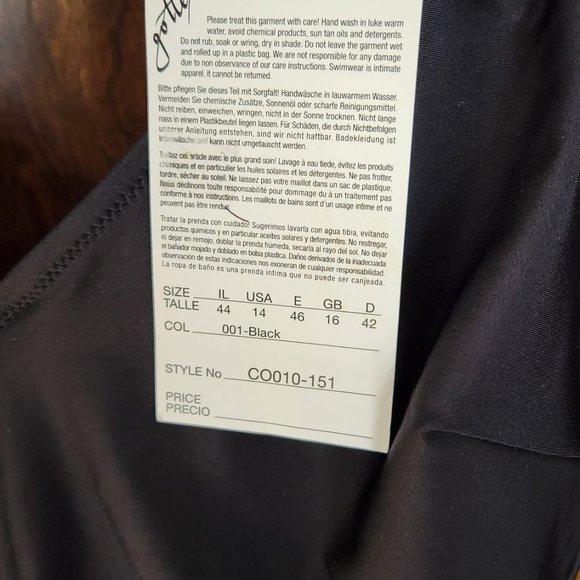 Gottex
Please treat this garment with care! Hand wash in luke warm
water, avoid chemical products, sun tan oils and detergents.
Do not rub, soak or wring, dry in shade. Do not leave the garment wet
and rolled up in a plastic bag. We are not responsible for any damage
due to non observance of our care instructions. Swimwear is intimate
apparel, it cannot be returned.
Bitte pflegen Sie dieses Teil mit Sorgfalt! Handwäsche in lauwarmem Wasser.
Vermeiden Sie chemische Zusätze, Sonnenöl oder scharfe Reinigungsmittel.
Nicht reiben, einweichen, wringen, nicht in der Sonne trocknen. Nicht lange
nass in einem Plastikbeutel liegen lassen. Für Schäden, die durch Nichtbefolgen
unserer Anleitung entstehen, sind wir nicht haftbar. Badekleidung ist
Intimwäsche und kann nicht umgetauscht werden.
Traitez cet article avec le plus grand soin! Lavage à eau tiede, évitez les produits
chimiques et en particulier les huiles solaires et les détergents. Ne pas frotter,
tordre, sécher au soleil. Ne laissez pas votre maillot dans un sac de plastique.
Nous déclinons toute responsabilité pour dommage du à un traitement pas
conforme à nos instructions. Les maillots de bains sont d'un usage intime et ne
peuvent pas être rendus
Tratar la prenda con cuidado! Sugerimos lavarla con agua tibia, evitando
productos químicos y en particular aceites solares y detergentes. No restregar,
ni dejar en remojo, doblar la prenda húmeda, secarla al rayo del sol. No dejar
el bañador mojado y doblado en bolsa plastica. Daños derivados de la inadecuada
observación de estas indicaciones nos exoneran de cualquier responsabilidad.
La ropa de baño es una prenda intima que no puede ser canjeada.
SIZE IL USA E GB D
TALLE 44 14 46 16 42
COL 001-Black
STYLE No CO010-151
PRICE
PRECIO